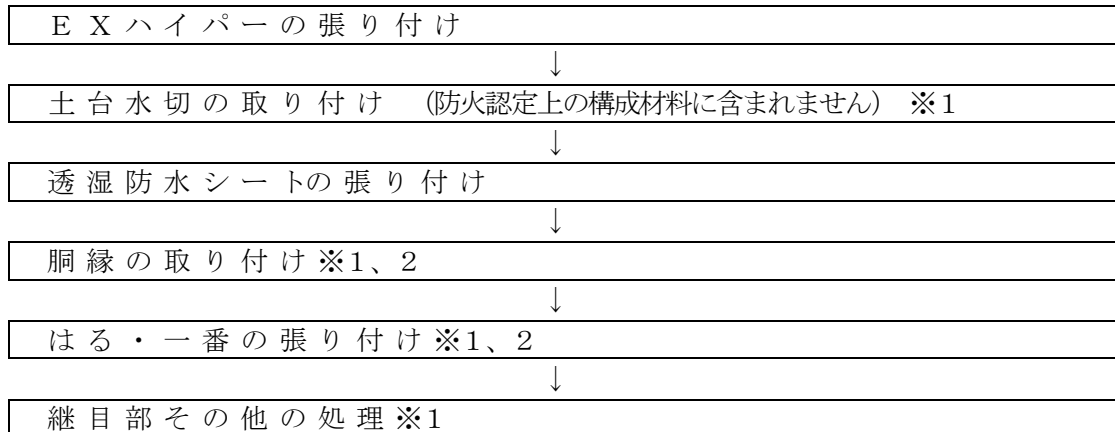 ＥＸハイパーの張り付け
↓
土台水切の取り付け　（防火認定上の構成材料に含まれません）　※１
↓
透湿防水シートの張り付け
↓
胴縁の取り付け※１、２
↓
はる・一番の張り付け※１、２
↓
継目部その他の処理※１